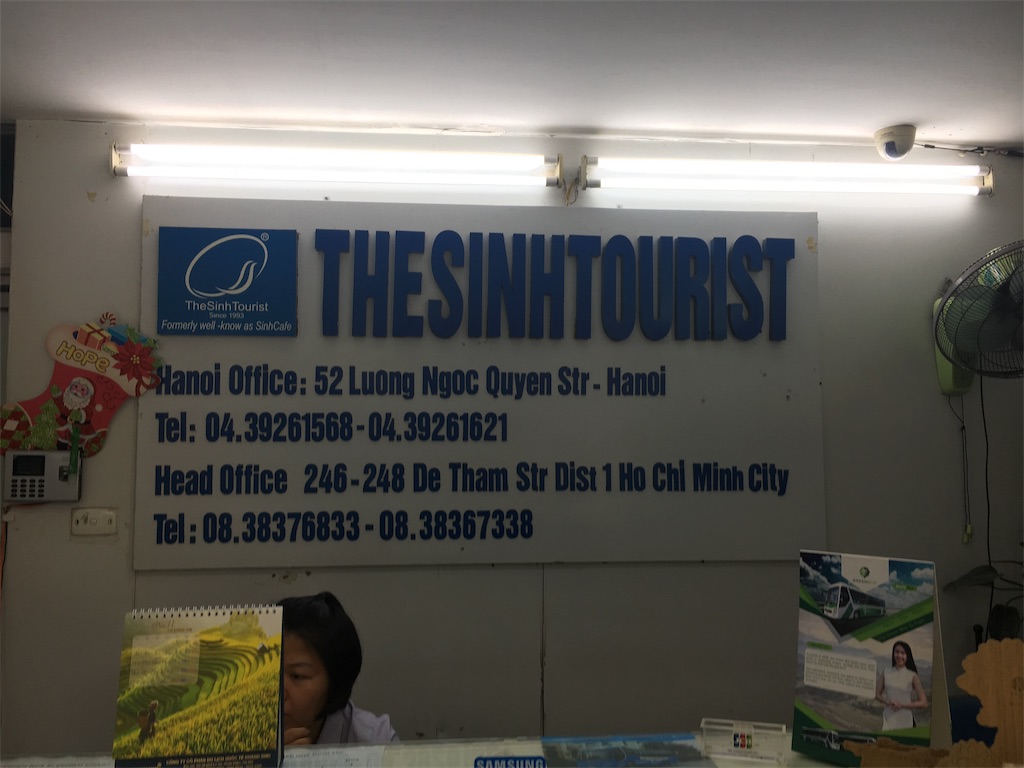 THESINHTOURIST
®
TheSinhTourist
Since 1993
Formerly well-know as SinhCafe
Hanoi Office: 52 Luong Ngoc Quyen Str - Hanoi
Tel: 04.39261568 - 04.39261621
Head Office 246-248 De Tham Str Dist 1 Ho Chi Minh City
Tel: 08.38376833 - 08.38367338
HOPE
SAMSUNG